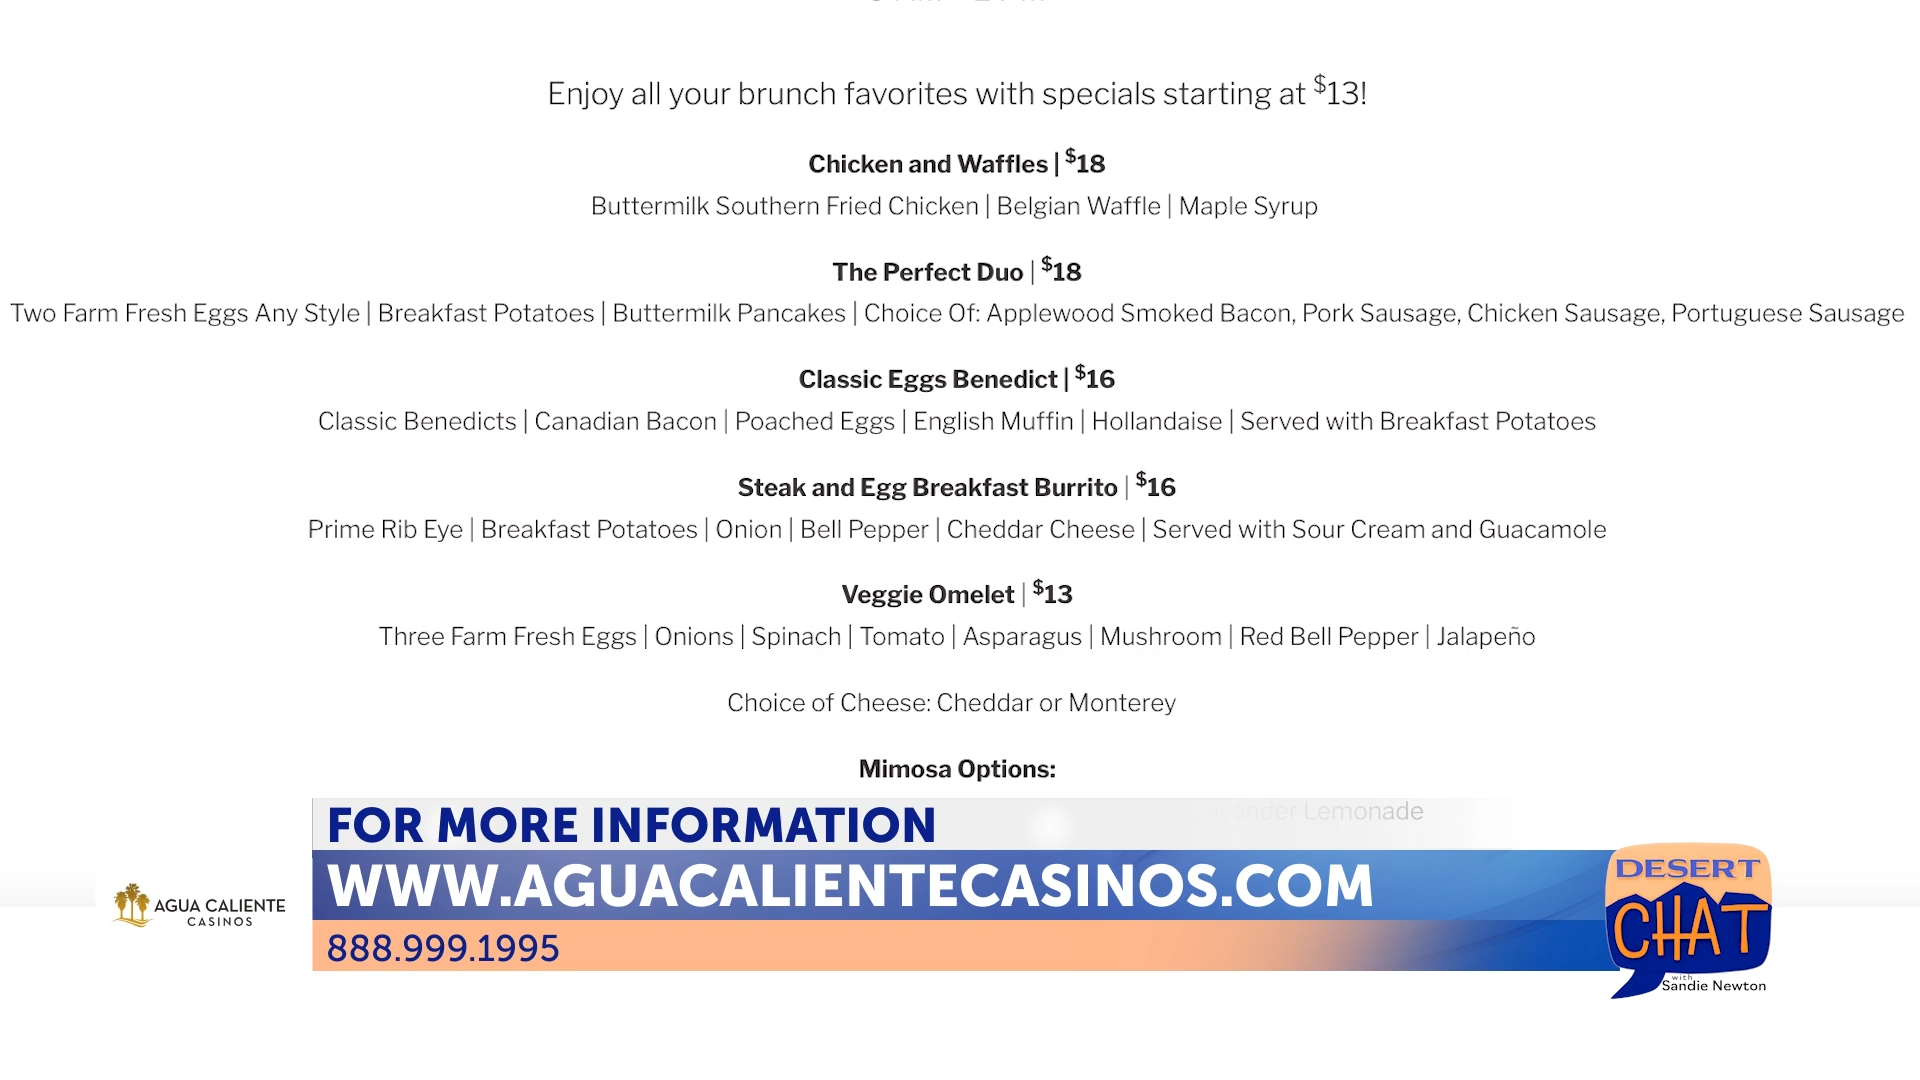 Enjoy all your brunch favorites with specials starting at $13!
Chicken and Waffles | $18
Buttermilk Southern Fried Chicken | Belgian Waffle | Maple Syrup
The Perfect Duo | $18
Two Farm Fresh Eggs Any Style | Breakfast Potatoes | Buttermilk Pancakes | Choice Of: Applewood Smoked Bacon, Pork Sausage, Chicken Sausage, Portuguese Sausage
Classic Eggs Benedict | $16
Classic Benedicts | Canadian Bacon | Poached Eggs | English Muffin | Hollandaise | Served with Breakfast Potatoes
Steak and Egg Breakfast Burrito | $16
Prime Rib Eye | Breakfast Potatoes | Onion | Bell Pepper | Cheddar Cheese | Served with Sour Cream and Guacamole
Veggie Omelet | $13
Three Farm Fresh Eggs | Onions | Spinach | Tomato | Asparagus | Mushroom | Red Bell Pepper | Jalapeño
Choice of Cheese: Cheddar or Monterey
Mimosa Options:
Lavender Lemonade
FOR MORE INFORMATION
WWW.AGUACALIENTECASINOS.COM
888.999.1995
AGUA CALIENTE
CASINOS
DESERT
CHAT
with
Sandie Newton